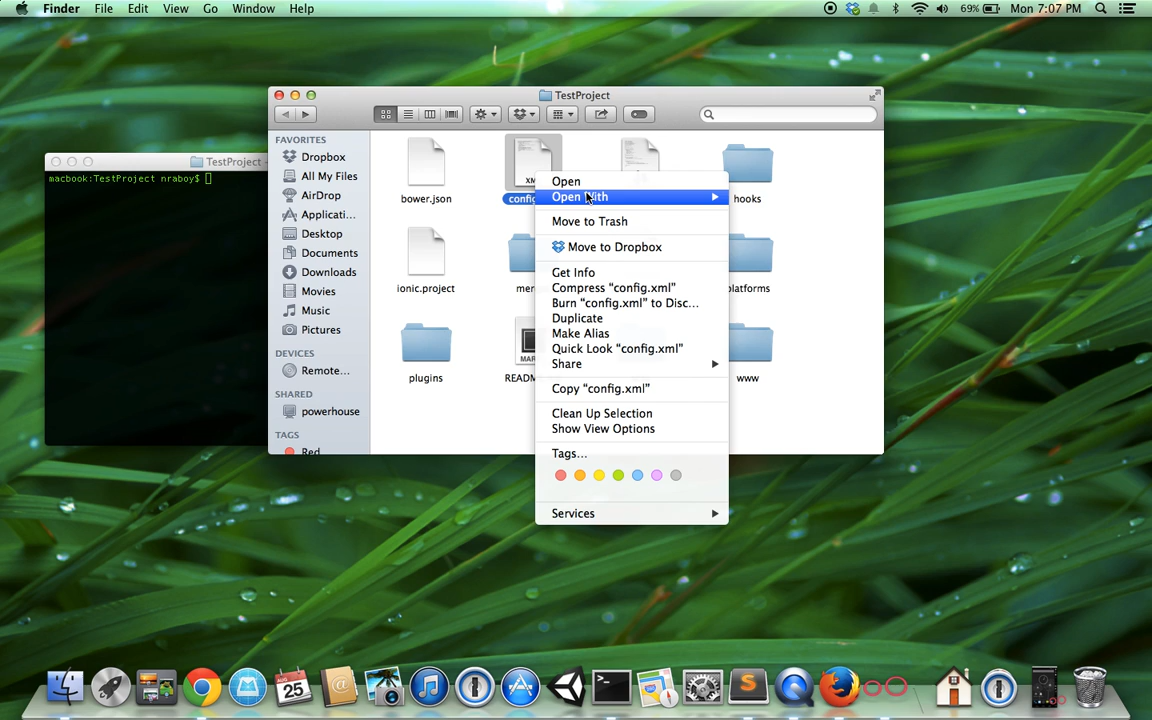 Finder File Edit View Go Window Help 69% Mon 7:07 PM
TestProject
TestProject
macbook:TestProject nraboy$
FAVORITES
Dropbox
All My Files
AirDrop
Applicati...
Desktop
Documents
Downloads
Movies
Music
Pictures
DEVICES
Remote...
SHARED
powerhouse
TAGS
Red
bower.json
hooks
ionic.project
plugins
www
Open
Open With
Move to Trash
Move to Dropbox
Get Info
Compress “config.xml”
Burn “config.xml” to Disc...
Duplicate
Make Alias
Quick Look “config.xml”
Share
Copy “config.xml”
Clean Up Selection
Show View Options
Tags...
Services
AUG
25